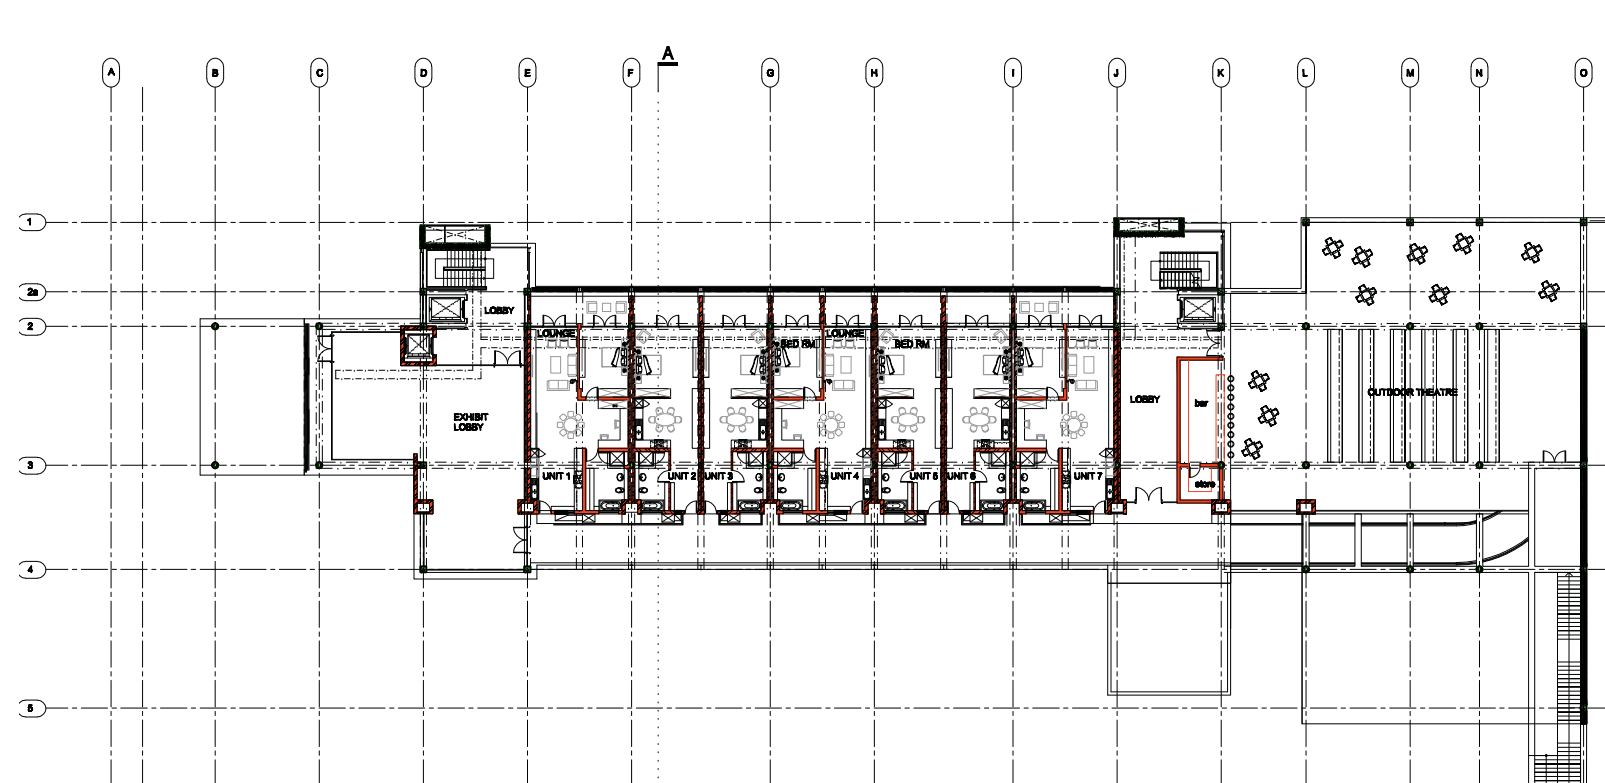 A
A B C D E F G H I J K L M N O
1
2a
2
3
4
5
LOBBY
LOUNGE
BED RM
LOUNGE
BED RM
EXHIBIT
LOBBY
LOBBY
bar
store
OUTDOOR THEATRE
UNIT 1
UNIT 2
UNIT 3
UNIT 4
UNIT 5
UNIT 6
UNIT 7